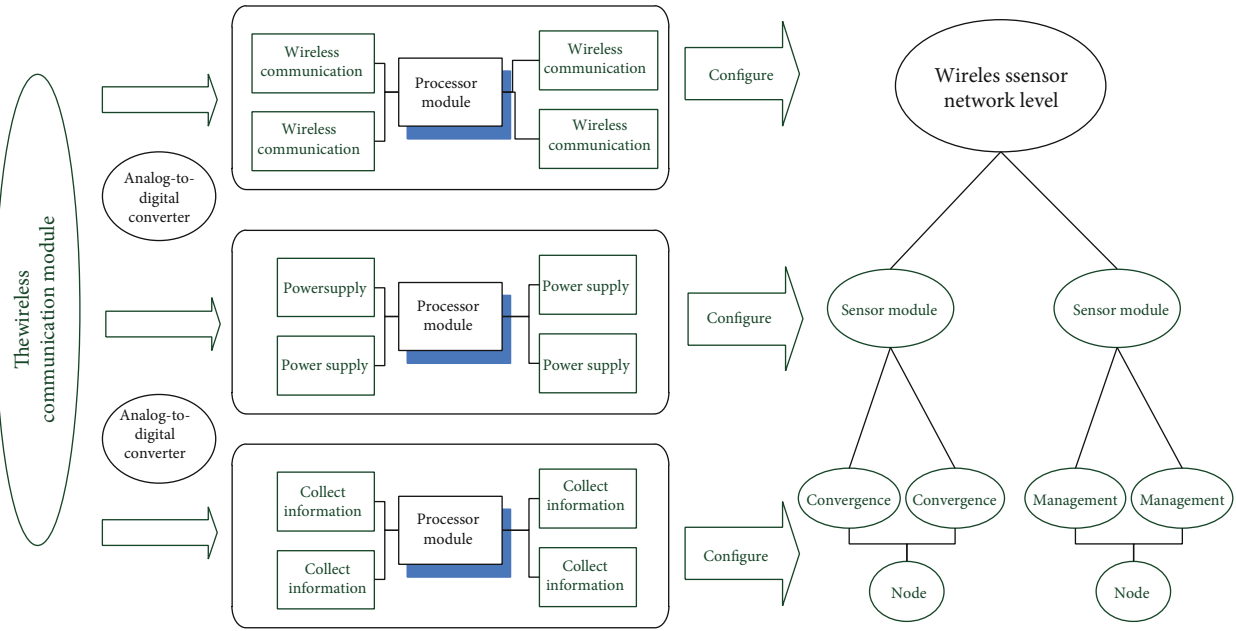 Thewireless
communication module
Analog-to-
digital
converter
Analog-to-
digital
converter
Wireless
communication
Wireless
communication
Processor
module
Wireless
communication
Wireless
communication
Configure
Powersupply
Power supply
Processor
module
Power supply
Power supply
Configure
Collect
information
Collect
information
Processor
module
Collect
information
Collect
information
Configure
Wireles ssensor
network level
Sensor module
Sensor module
Convergence
Convergence
Management
Management
Node
Node